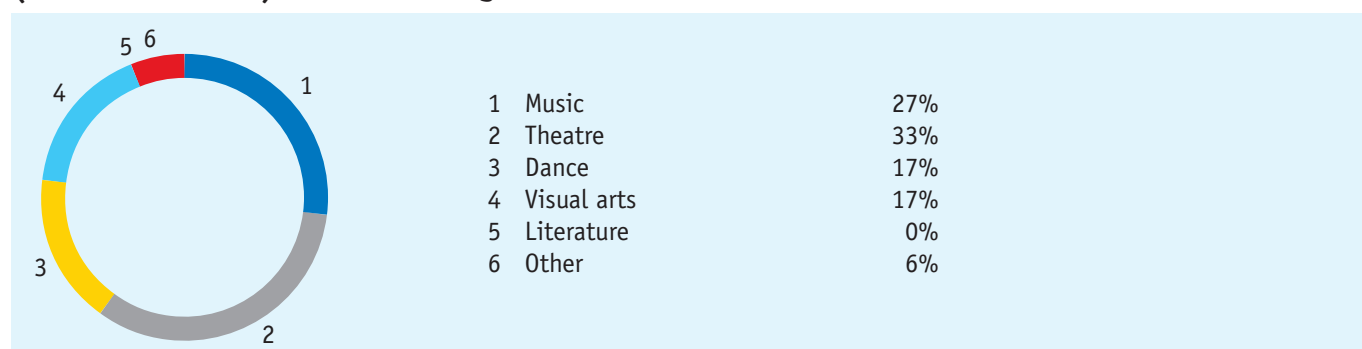 5 6
4 1
1 Music 27%
2 Theatre 33%
3 Dance 17%
4 Visual arts 17%
5 Literature 0%
6 Other 6%
3
2